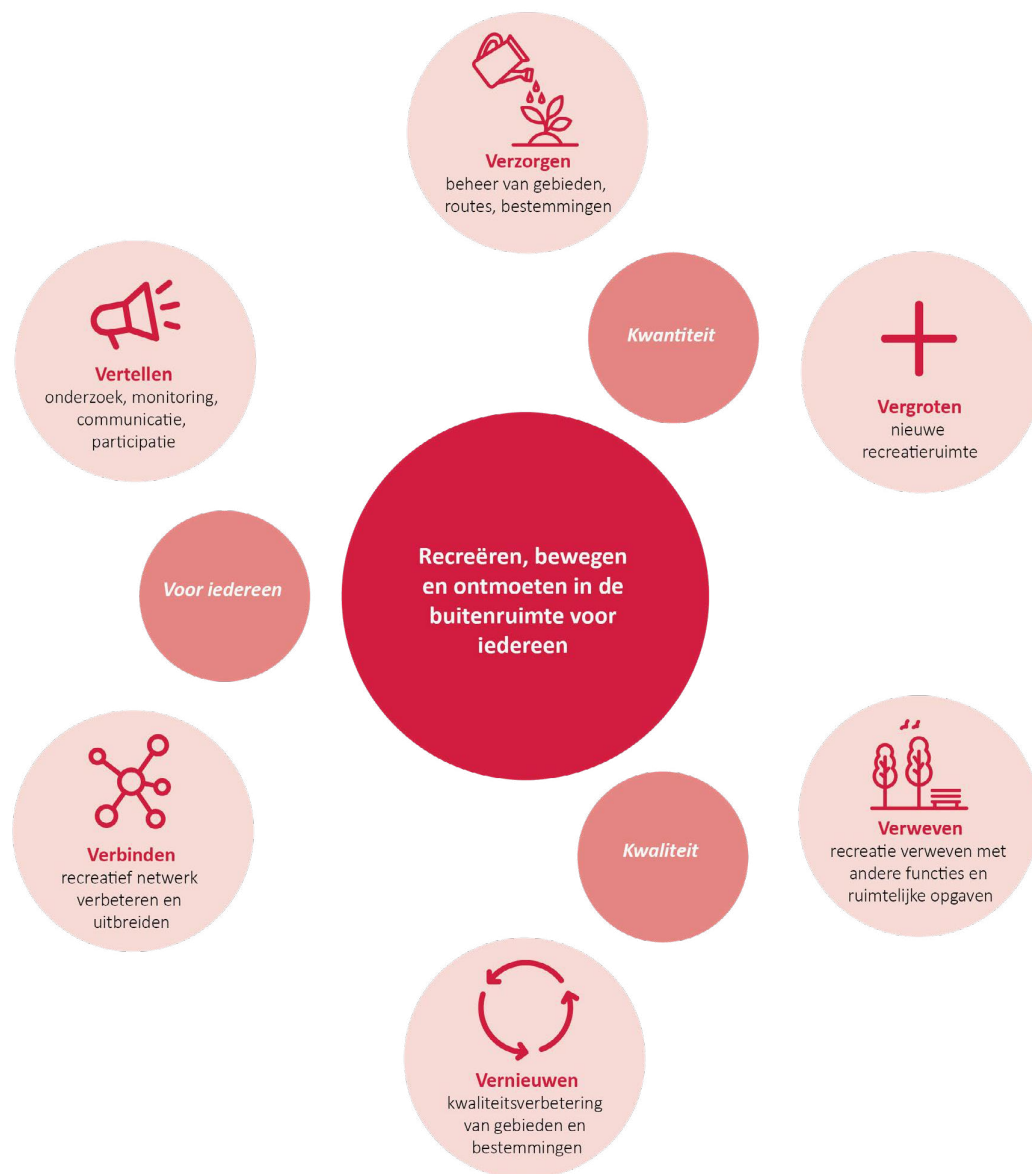 Verzorgen
beheer van gebieden,
routes, bestemmingen
Kwantiteit
Vertellen
onderzoek, monitoring,
communicatie,
participatie
Vergroten
nieuwe
recreatieruimte
Voor iedereen
Recreëren, bewegen
en ontmoeten in de
buitenruimte voor
iedereen
Verbinden
recreatief netwerk
verbeteren en
uitbreiden
Kwaliteit
Verweven
recreatie verweven met
andere functies en
ruimtelijke opgaven
Vernieuwen
kwaliteitsverbetering
van gebieden en
bestemmingen